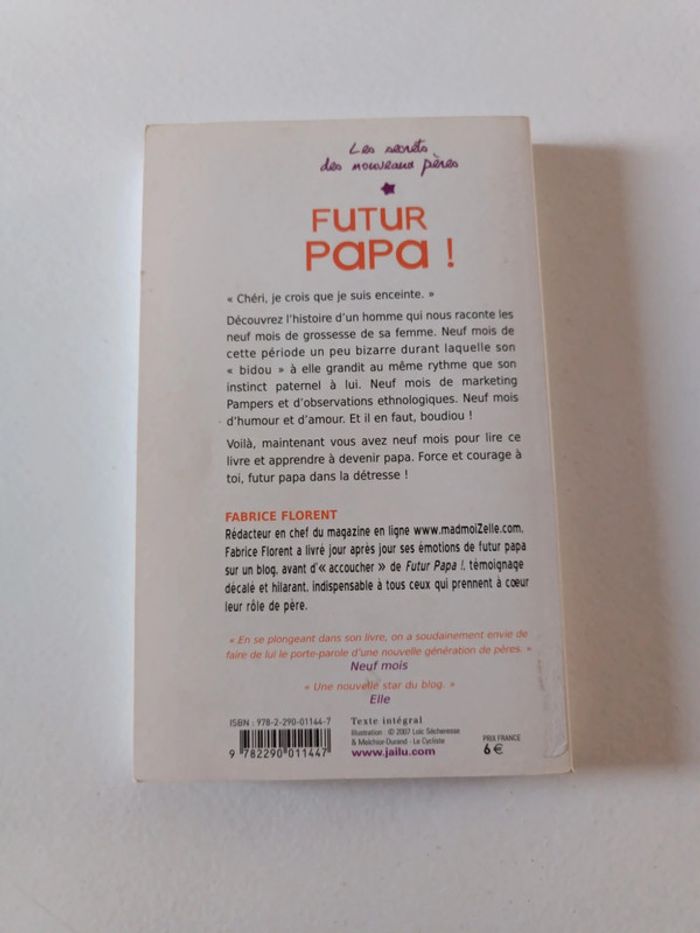 Les secrets
des nouveaux pères
FUTUR
PAPA !
« Chéri, je crois que je suis enceinte. »
Découvrez l'histoire d'un homme qui nous raconte les
neuf mois de grossesse de sa femme. Neuf mois de
cette période un peu bizarre durant laquelle son
« bidou » à elle grandit au même rythme que son
instinct paternel à lui. Neuf mois de marketing
Pampers et d'observations ethnologiques. Neuf mois
d'humour et d'amour. Et il en faut, boudiou !
Voilà, maintenant vous avez neuf mois pour lire ce
livre et apprendre à devenir papa. Force et courage à
toi, futur papa dans la détresse !
FABRICE FLORENT
Rédacteur en chef du magazine en ligne www.madmoiZelle.com,
Fabrice Florent a livré jour après jour ses émotions de futur papa
sur un blog, avant d'« accoucher » de Futur Papa !, témoignage
décalé et hilarant, indispensable à tous ceux qui prennent à cœur
leur rôle de père.
« En se plongeant dans son livre, on a soudainement envie de
faire de lui le porte-parole d'une nouvelle génération de pères. »
Neuf mois
« Une nouvelle star du blog. »
Elle
ISBN : 978-2-290-01144-7
9 782290 011447
Texte intégral
Illustration : © 2007 Loïc Sécheresse
& Melchior-Durand - Le Cycliste
www.jailu.com
PRIX FRANCE
6 €